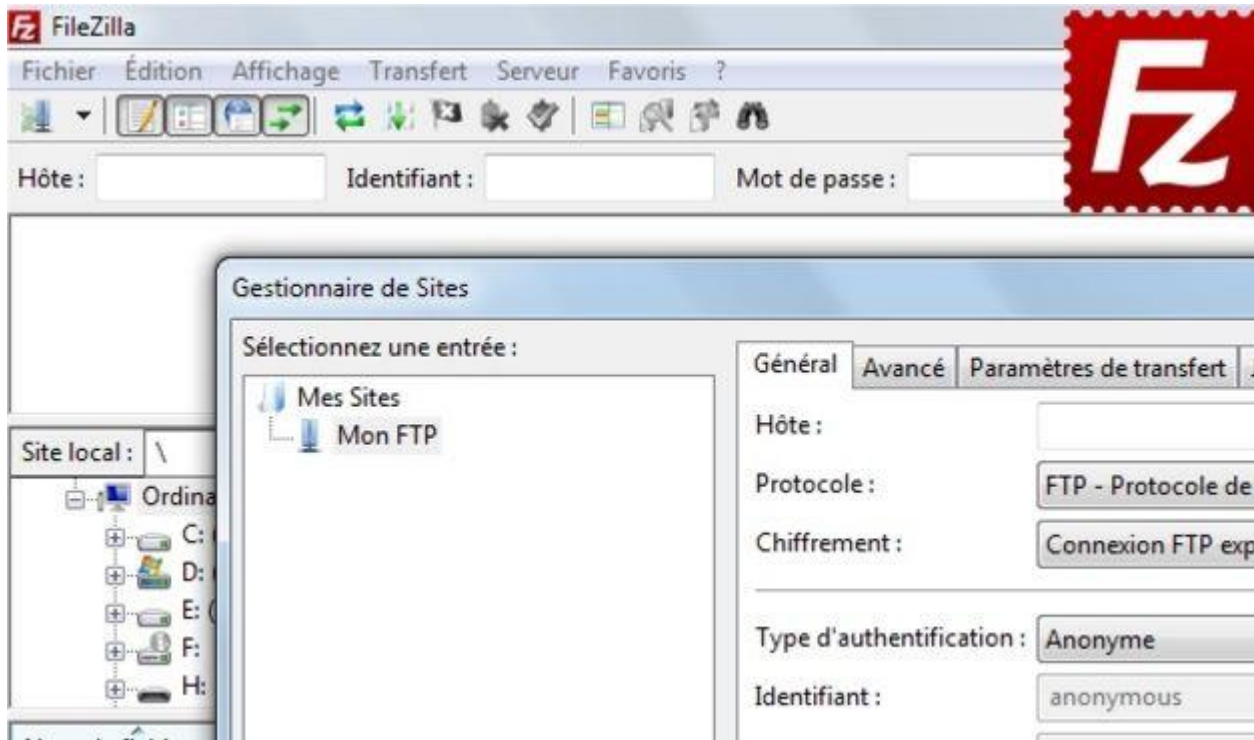 FileZilla
Fichier Édition Affichage Transfert Serveur Favoris ?
Hôte : Identifiant : Mot de passe :
FZ
Gestionnaire de Sites
Sélectionnez une entrée :
Mes Sites
Mon FTP
Général Avancé Paramètres de transfert
Hôte :
Protocole : FTP - Protocole de
Chiffrement : Connexion FTP exp
Type d'authentification : Anonyme
Identifiant : anonymous
Site local : \
Ordina
C:
D:
E: (
F:
H: